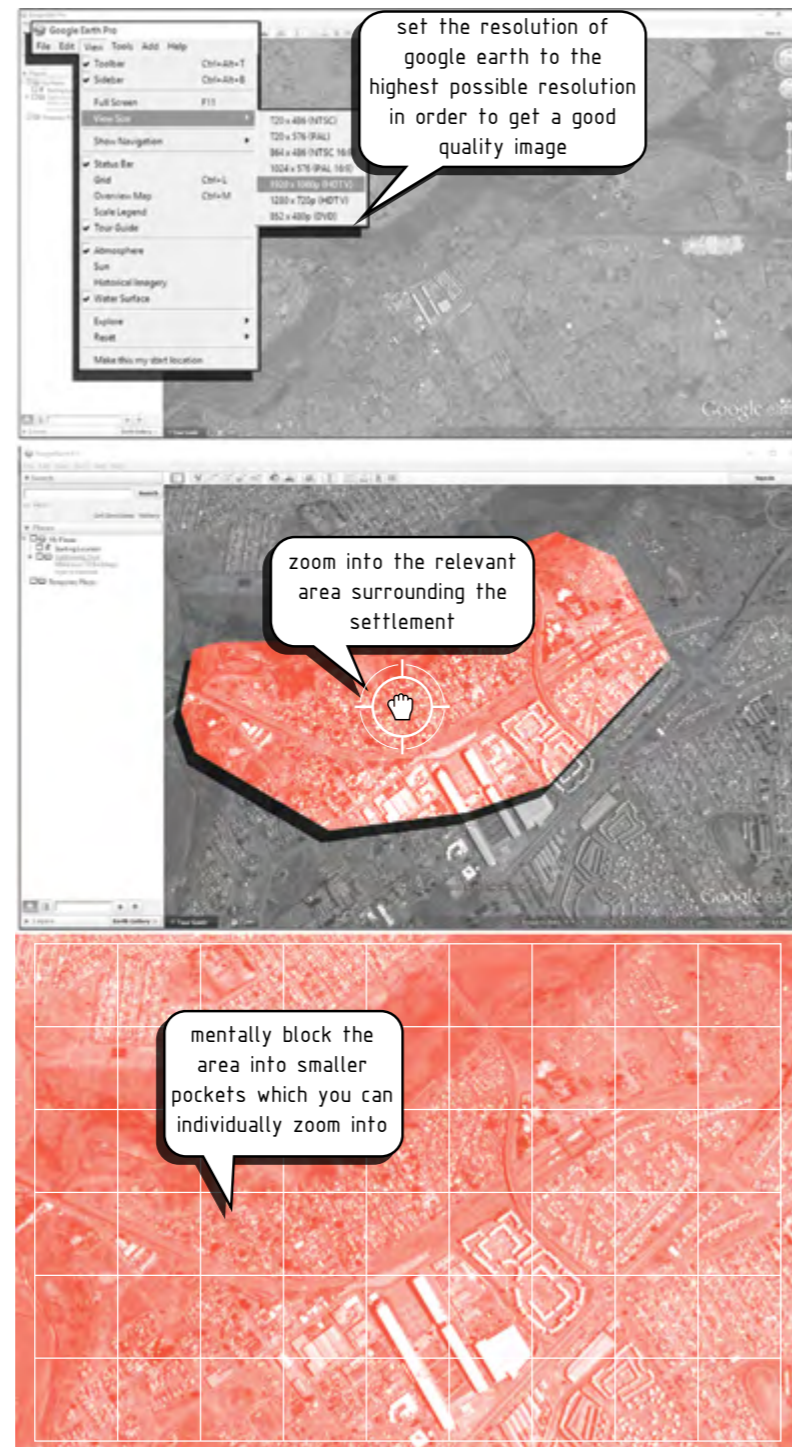 Google Earth Pro
File Edit View Tools Add Help
Toolbar Ctrl+Alt+T
Sidebar Ctrl+Alt+B
Full Screen F11
View Size
Show Navigation
Status Bar
Grid Ctrl+L
Overview Map Ctrl+M
Scale Legend
Tour Guide
Atmosphere
Sun
Historical Imagery
Water Surface
Explore
Reset
Make this my start location
720 x 486 (NTSC)
720 x 576 (PAL)
864 x 486 (NTSC 16:9)
1024 x 576 (PAL 16:9)
1920 x 1080p (HDTV)
1280 x 720p (HDTV)
852 x 480p (DVD)
set the resolution of
google earth to the
highest possible resolution
in order to get a good
quality image
Google earth
Search
Search
Places
zoom into the relevant
area surrounding the
settlement
Google earth
mentally block the
area into smaller
pockets which you can
individually zoom into